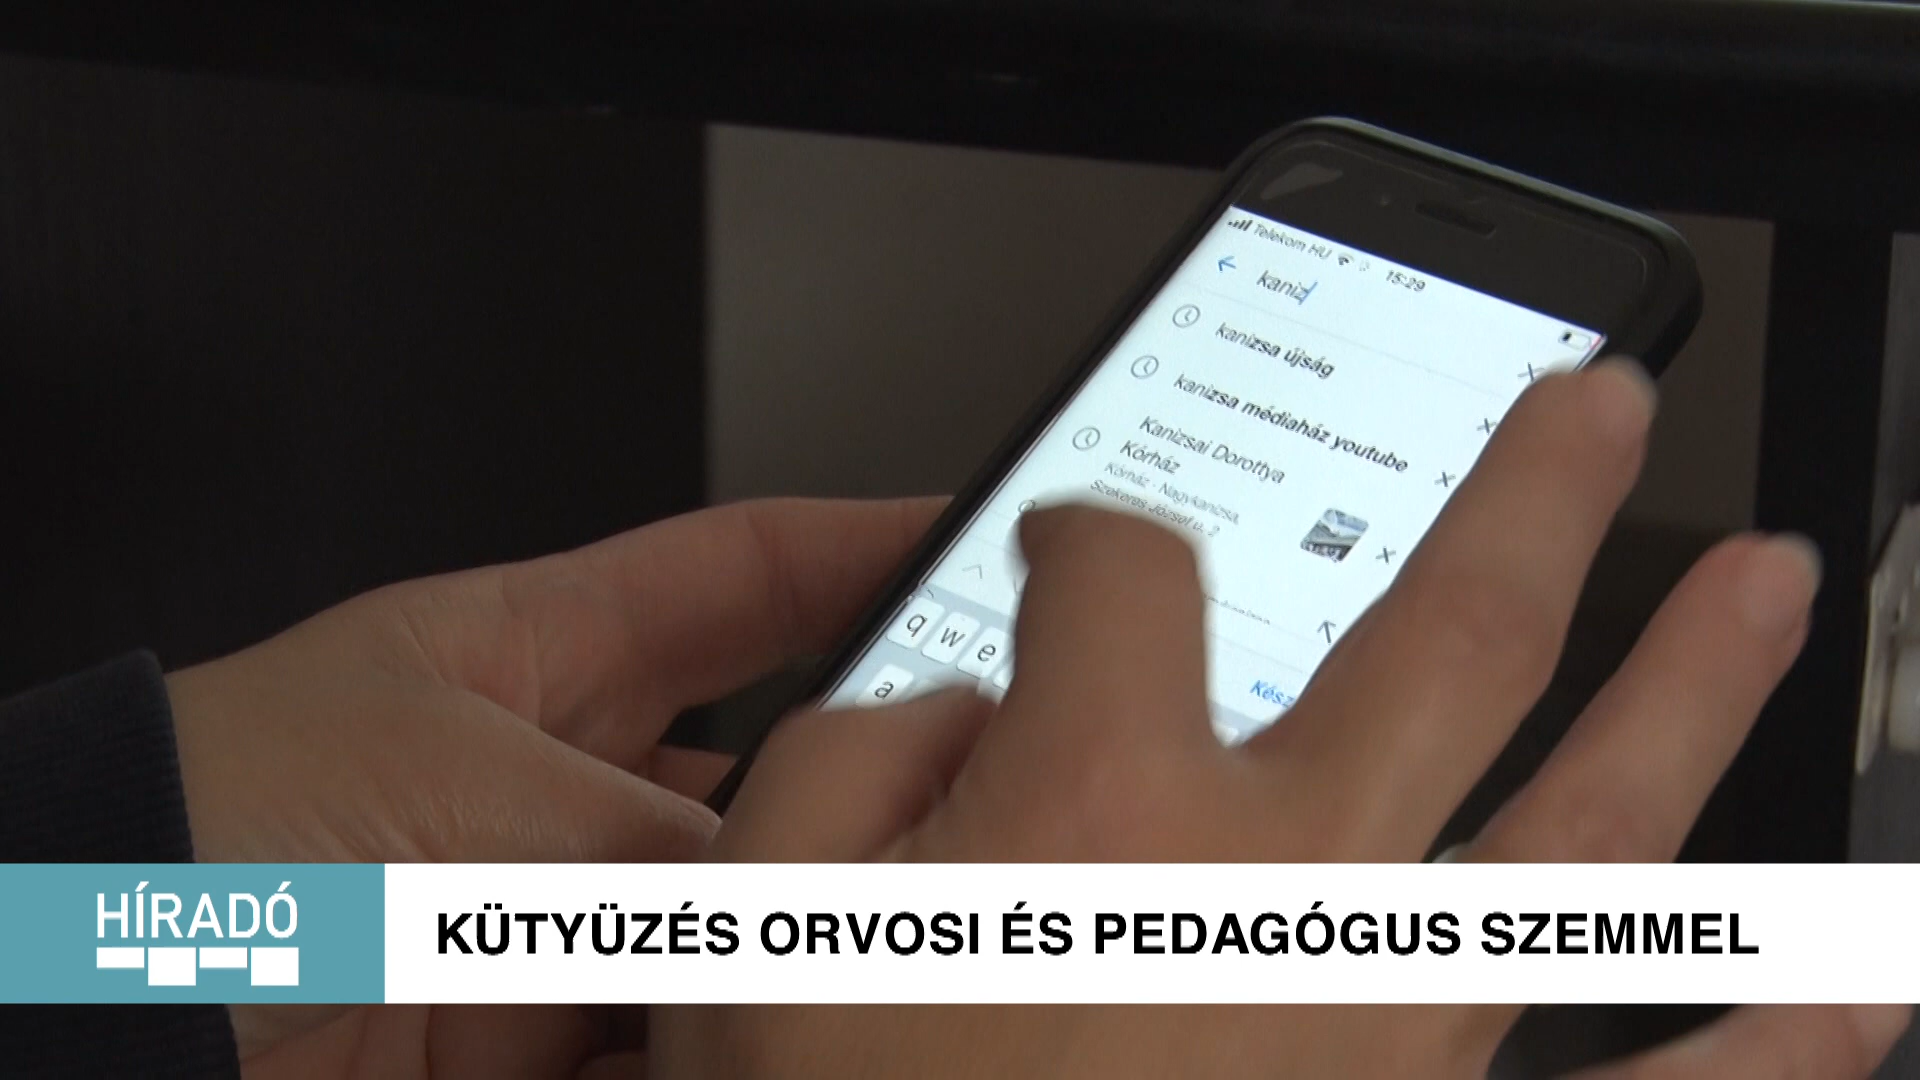 Telekom HU 15:29
kaniz
kanizsa újság
kanizsa médiaház youtube
Kanizsai Dorottya
Kórház
Kórház · Nagykanizsa,
Szekeres József u. 2
q w e
a
Kész
HÍRADÓ
KÜTYÜZÉS ORVOSI ÉS PEDAGÓGUS SZEMMEL